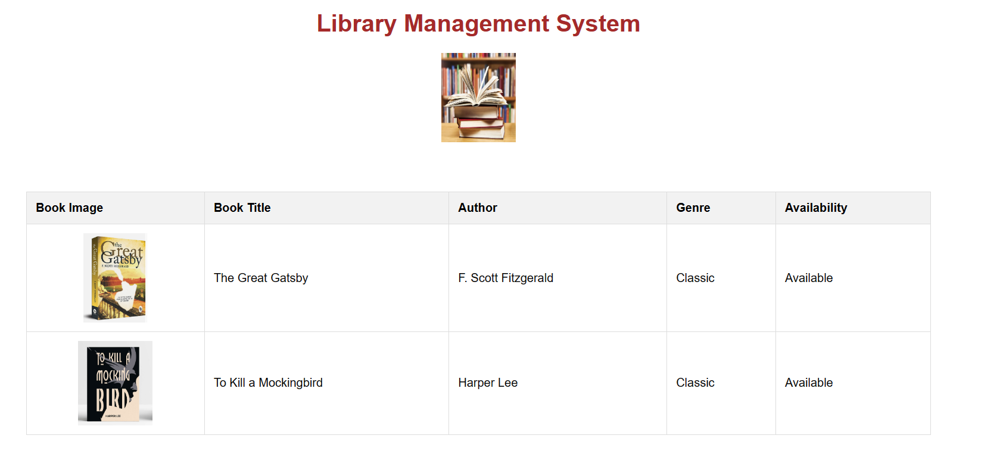 Library Management System
Book Image Book Title Author Genre Availability
the
Great
Gatsby
F. SCOTT FITZGERALD
The Great Gatsby F. Scott Fitzgerald Classic Available
TO KILL A
MOCKING
BIRD
HARPER LEE
To Kill a Mockingbird Harper Lee Classic Available